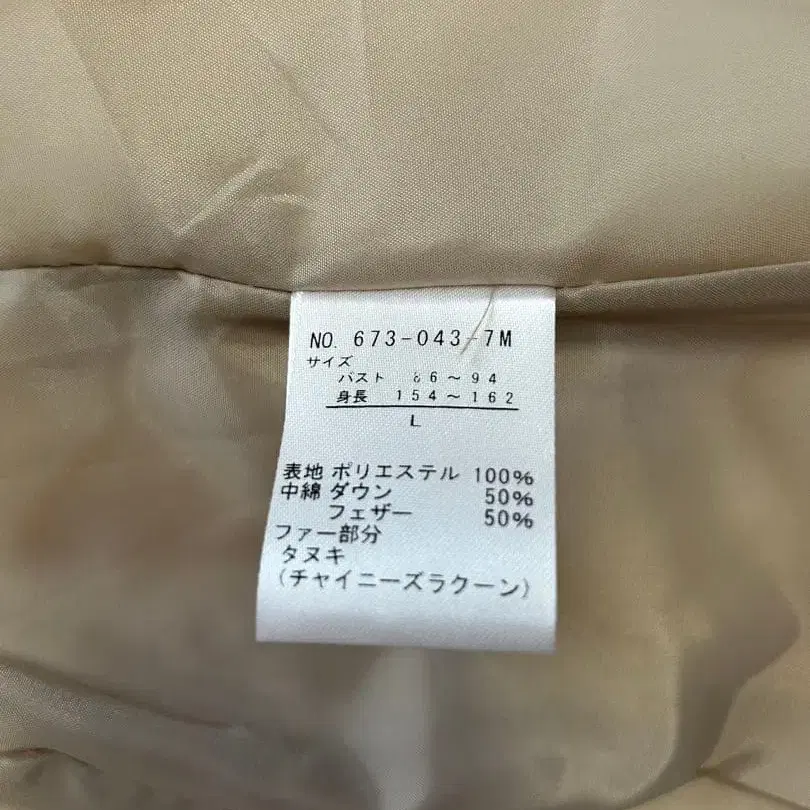 NO. 673-043-7M
サイズ
バスト 86～94
身長 154～162
L
表地 ポリエステル 100%
中綿 ダウン 50%
フェザー 50%
ファー部分
タヌキ
(チャイニーズラクーン)